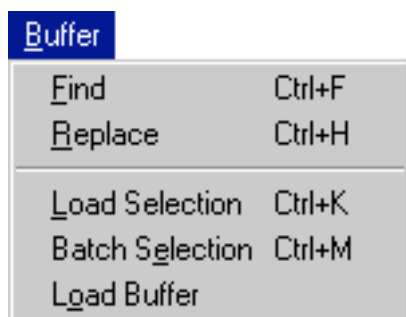 Buffer
Find Ctrl+F
Replace Ctrl+H
Load Selection Ctrl+K
Batch Selection Ctrl+M
Load Buffer